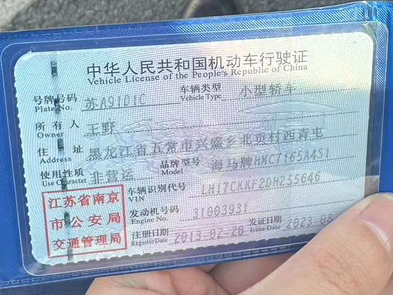 中华人民共和国机动车行驶证
Vehicle License of the People's Republic of China
号牌号码 苏A91D1C 车辆类型 小型轿车
Plate No. Vehicle Type
所有人 王野
Owner
住址 黑龙江省五常市兴盛乡北贡村西青屯
Address
使用性质 非营运 品牌型号 海马牌HMC7165A4S1
Use Character Model
江苏省南京 车辆识别代号 LH17CKKF2DH255646
VIN
市公安局 发动机号码 31003931
Engine No.
交通管理局 注册日期 2013-02-20 发证日期 2023-08
Register Date Issue Date